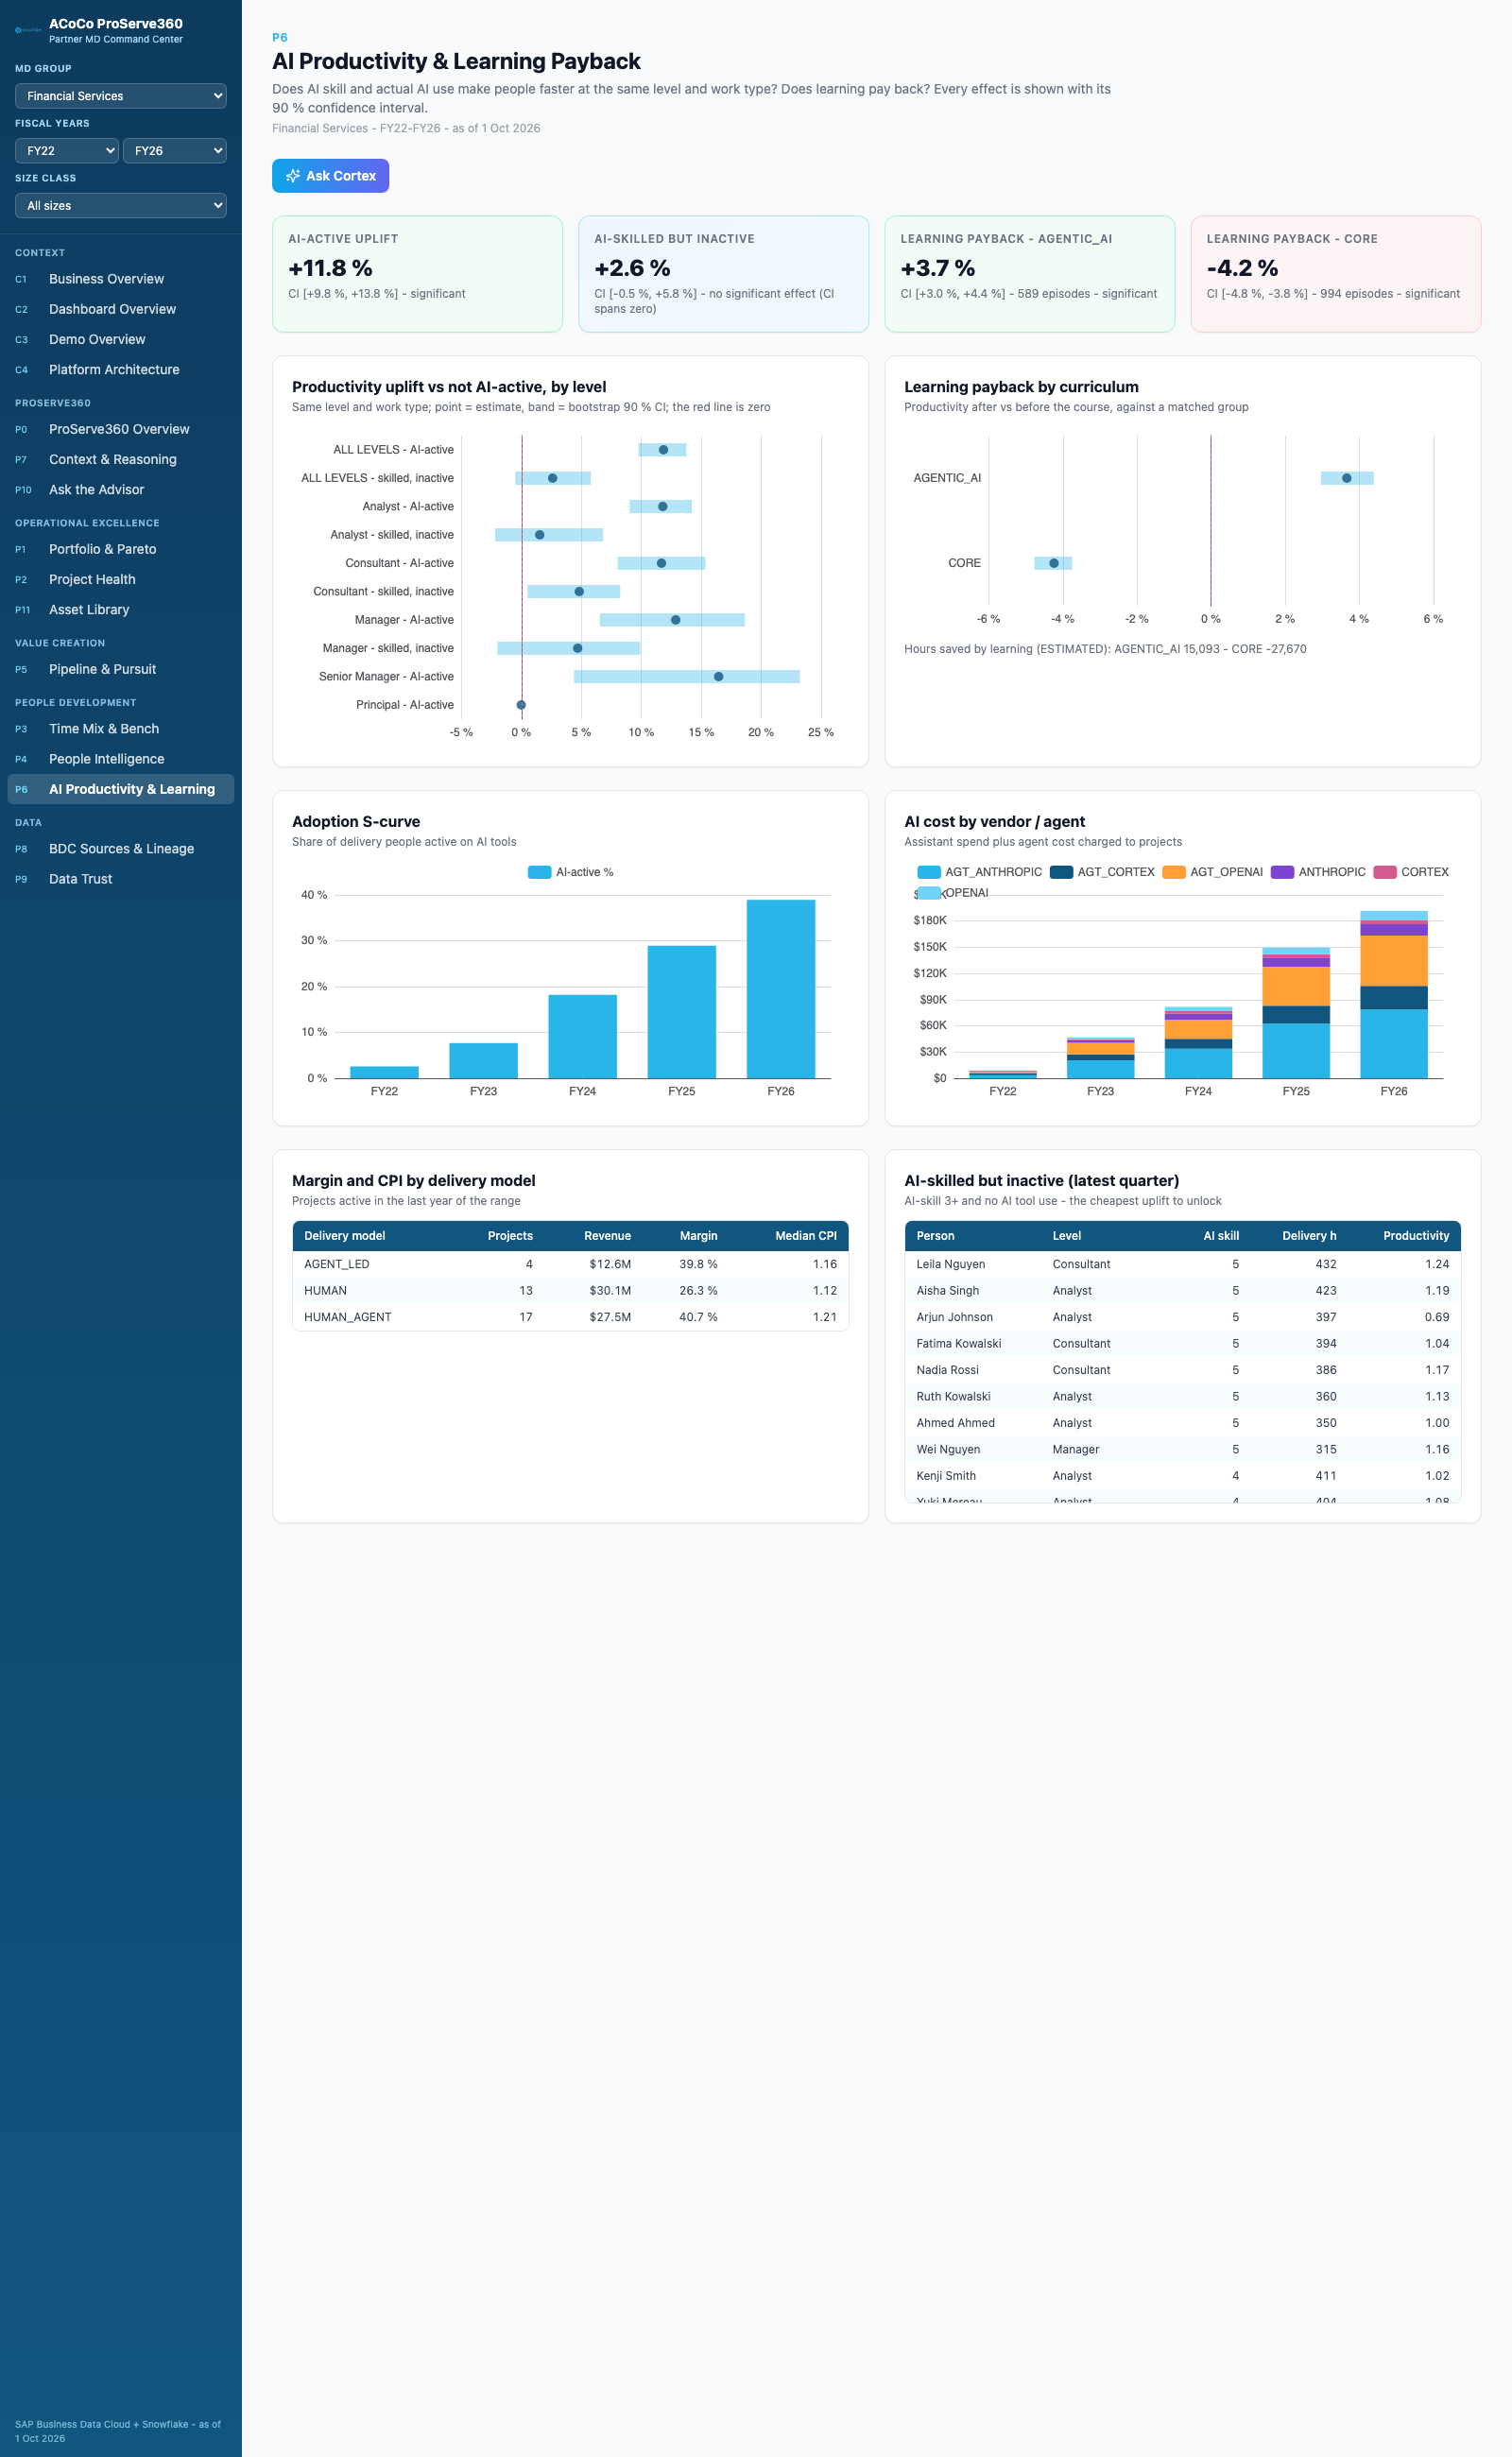 ACoCo ProServe360
Partner MD Command Center
MD GROUP
Financial Services
FISCAL YEARS
FY22 FY26
SIZE CLASS
All sizes
CONTEXT
C1 Business Overview
C2 Dashboard Overview
C3 Demo Overview
C4 Platform Architecture
PROSERVE360
P0 ProServe360 Overview
P7 Context & Reasoning
P10 Ask the Advisor
OPERATIONAL EXCELLENCE
P1 Portfolio & Pareto
P2 Project Health
P11 Asset Library
VALUE CREATION
P5 Pipeline & Pursuit
PEOPLE DEVELOPMENT
P3 Time Mix & Bench
P4 People Intelligence
P6 AI Productivity & Learning
DATA
P8 BDC Sources & Lineage
P9 Data Trust
SAP Business Data Cloud + Snowflake - as of
1 Oct 2026
P6
AI Productivity & Learning Payback
Does AI skill and actual AI use make people faster at the same level and work type? Does learning pay back? Every effect is shown with its
90 % confidence interval.
Financial Services - FY22-FY26 - as of 1 Oct 2026
Ask Cortex
AI-ACTIVE UPLIFT
+11.8 %
CI [+9.8 %, +13.8 %] - significant
AI-SKILLED BUT INACTIVE
+2.6 %
CI [-0.5 %, +5.8 %] - no significant effect (CI
spans zero)
LEARNING PAYBACK - AGENTIC_AI
+3.7 %
CI [+3.0 %, +4.4 %] - 589 episodes - significant
LEARNING PAYBACK - CORE
-4.2 %
CI [-4.8 %, -3.8 %] - 994 episodes - significant
Productivity uplift vs not AI-active, by level
Same level and work type; point = estimate, band = bootstrap 90 % CI; the red line is zero
ALL LEVELS - AI-active
ALL LEVELS - skilled, inactive
Analyst - AI-active
Analyst - skilled, inactive
Consultant - AI-active
Consultant - skilled, inactive
Manager - AI-active
Manager - skilled, inactive
Senior Manager - AI-active
Principal - AI-active
-5 % 0 % 5 % 10 % 15 % 20 % 25 %
Learning payback by curriculum
Productivity after vs before the course, against a matched group
AGENTIC_AI
CORE
-6 % -4 % -2 % 0 % 2 % 4 % 6 %
Hours saved by learning (ESTIMATED): AGENTIC_AI 15,093 - CORE -27,670
Adoption S-curve
Share of delivery people active on AI tools
AI-active %
40 %
30 %
20 %
10 %
0 %
FY22 FY23 FY24 FY25 FY26
AI cost by vendor / agent
Assistant spend plus agent cost charged to projects
AGT_ANTHROPIC AGT_CORTEX AGT_OPENAI ANTHROPIC CORTEX
OPENAI
$180K
$150K
$120K
$90K
$60K
$30K
$0
FY22 FY23 FY24 FY25 FY26
Margin and CPI by delivery model
Projects active in the last year of the range
Delivery model Projects Revenue Margin Median CPI
AGENT_LED 4 $12.6M 39.8 % 1.16
HUMAN 13 $30.1M 26.3 % 1.12
HUMAN_AGENT 17 $27.5M 40.7 % 1.21
AI-skilled but inactive (latest quarter)
AI-skill 3+ and no AI tool use - the cheapest uplift to unlock
Person Level AI skill Delivery h Productivity
Leila Nguyen Consultant 5 432 1.24
Aisha Singh Analyst 5 423 1.19
Arjun Johnson Analyst 5 397 0.69
Fatima Kowalski Consultant 5 394 1.04
Nadia Rossi Consultant 5 386 1.17
Ruth Kowalski Analyst 5 360 1.13
Ahmed Ahmed Analyst 5 350 1.00
Wei Nguyen Manager 5 315 1.16
Kenji Smith Analyst 4 411 1.02
Yuki Moreau Analyst 4 404 1.08